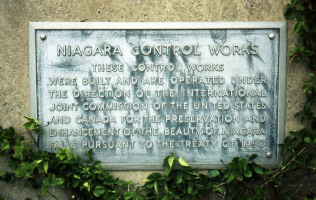 NIAGARA CONTROL WORKS
THESE CONTROL WORKS
WERE BUILT AND ARE OPERATED UNDER
THE DIRECTION OF THE INTERNATIONAL
JOINT COMMISSION OF THE UNITED STATES
AND CANADA FOR THE PRESERVATION AND
ENHANCEMENT OF THE BEAUTY OF NIAGARA
FALLS PURSUANT TO THE TREATY OF 1950